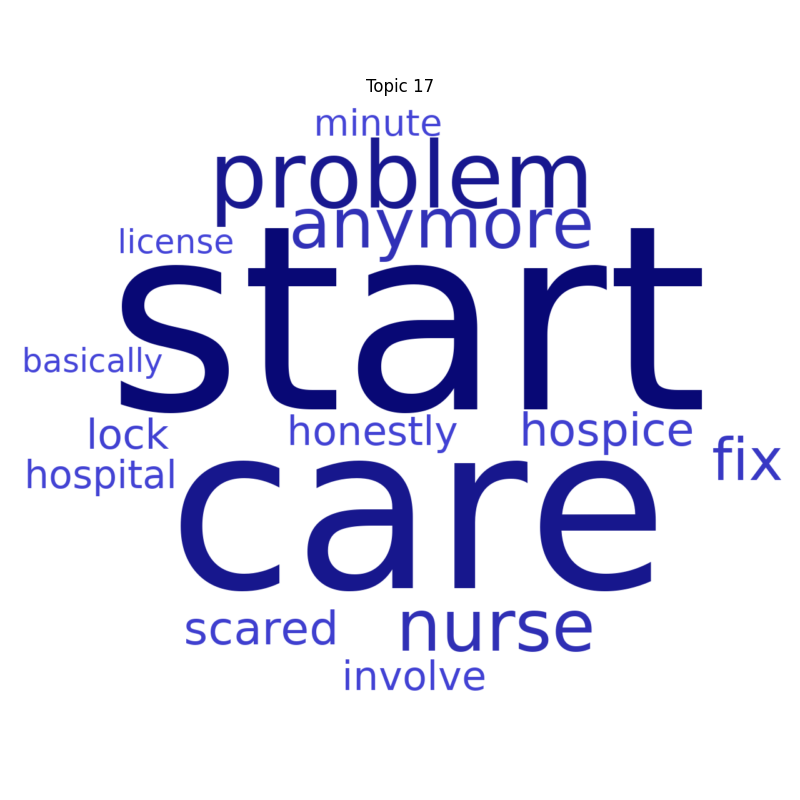 Topic 17
minute
problem
anymore
license
start
basically
lock
honestly
hospice
fix
hospital
care
scared
nurse
involve